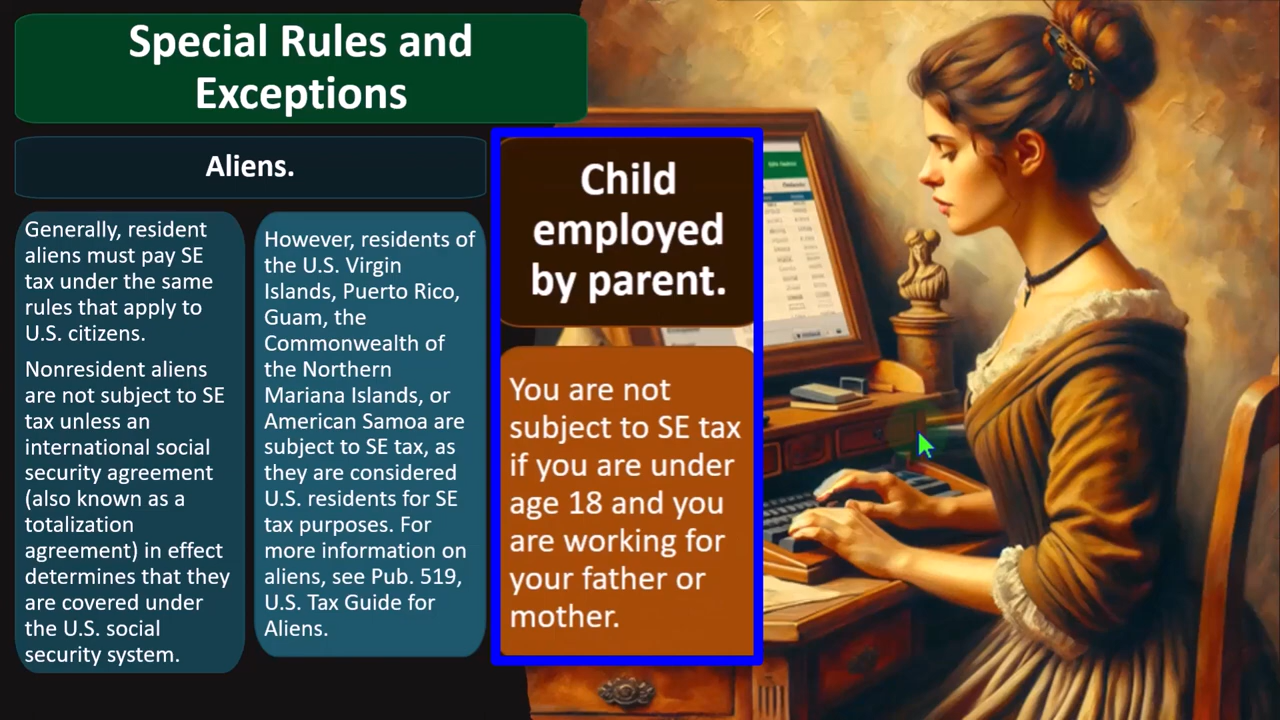 Special Rules and
Exceptions
Aliens.
Generally, resident
aliens must pay SE
tax under the same
rules that apply to
U.S. citizens.
Nonresident aliens
are not subject to SE
tax unless an
international social
security agreement
(also known as a
totalization
agreement) in effect
determines that they
are covered under
the U.S. social
security system.
However, residents of
the U.S. Virgin
Islands, Puerto Rico,
Guam, the
Commonwealth of
the Northern
Mariana Islands, or
American Samoa are
subject to SE tax, as
they are considered
U.S. residents for SE
tax purposes. For
more information on
aliens, see Pub. 519,
U.S. Tax Guide for
Aliens.
Child
employed
by parent.
You are not
subject to SE tax
if you are under
age 18 and you
are working for
your father or
mother.